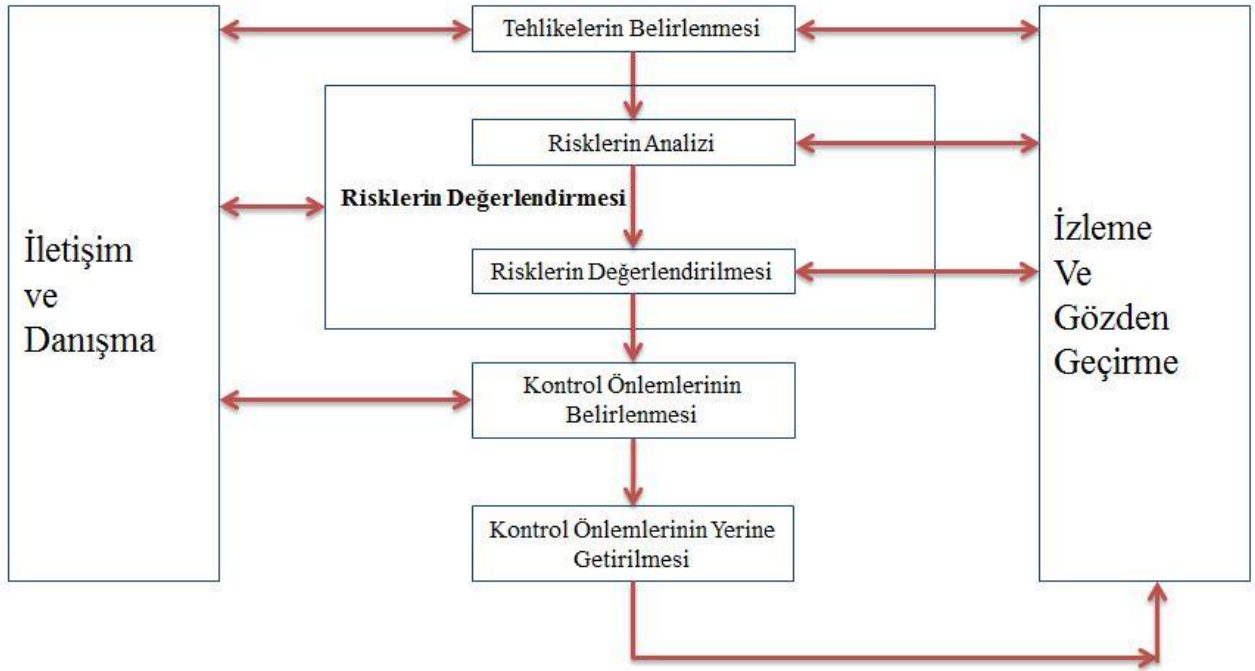 Tehlikelerin Belirlenmesi
Risklerin Analizi
Risklerin Değerlendirmesi
Risklerin Değerlendirilmesi
Kontrol Önlemlerinin
Belirlenmesi
Kontrol Önlemlerinin Yerine
Getirilmesi
İletişim
ve
Danışma
İzleme
Ve
Gözden
Geçirme